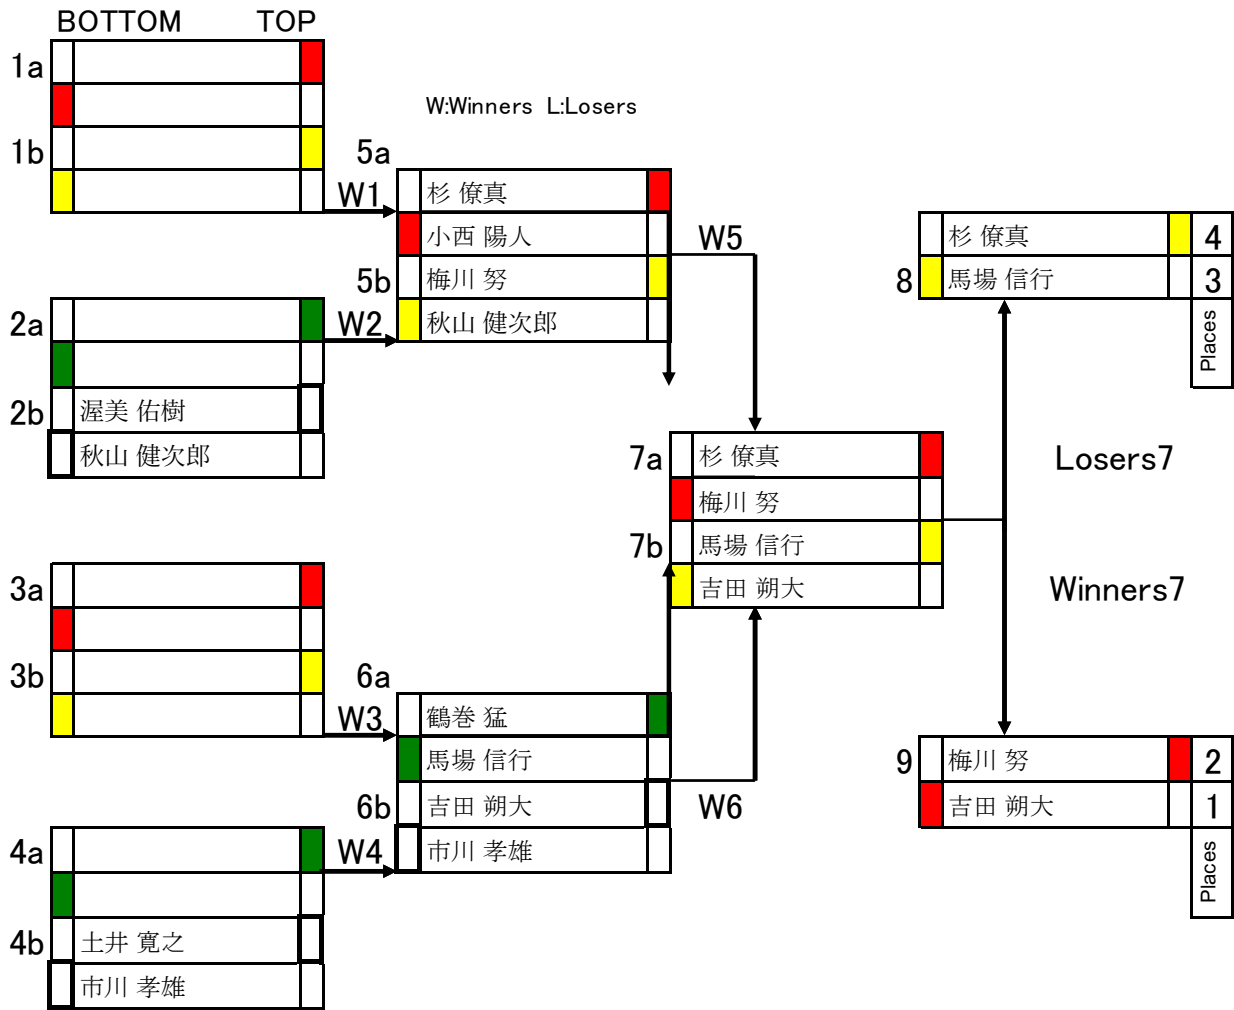 BOTTOM TOP
1a
1b
W:Winners L:Losers
5a
W1
杉 僚真
小西 陽人
W5
杉 僚真 4
5b
梅川 努
8
馬場 信行 3
2a
W2
秋山 健次郎
Places
2b
渥美 佑樹
秋山 健次郎
7a
杉 僚真
Losers7
梅川 努
7b
馬場 信行
3a
吉田 朔大
Winners7
3b
6a
W3
鶴巻 猛
馬場 信行
9
梅川 努 2
6b
吉田 朔大
W6
吉田 朔大 1
4a
W4
市川 孝雄
Places
4b
土井 寛之
市川 孝雄